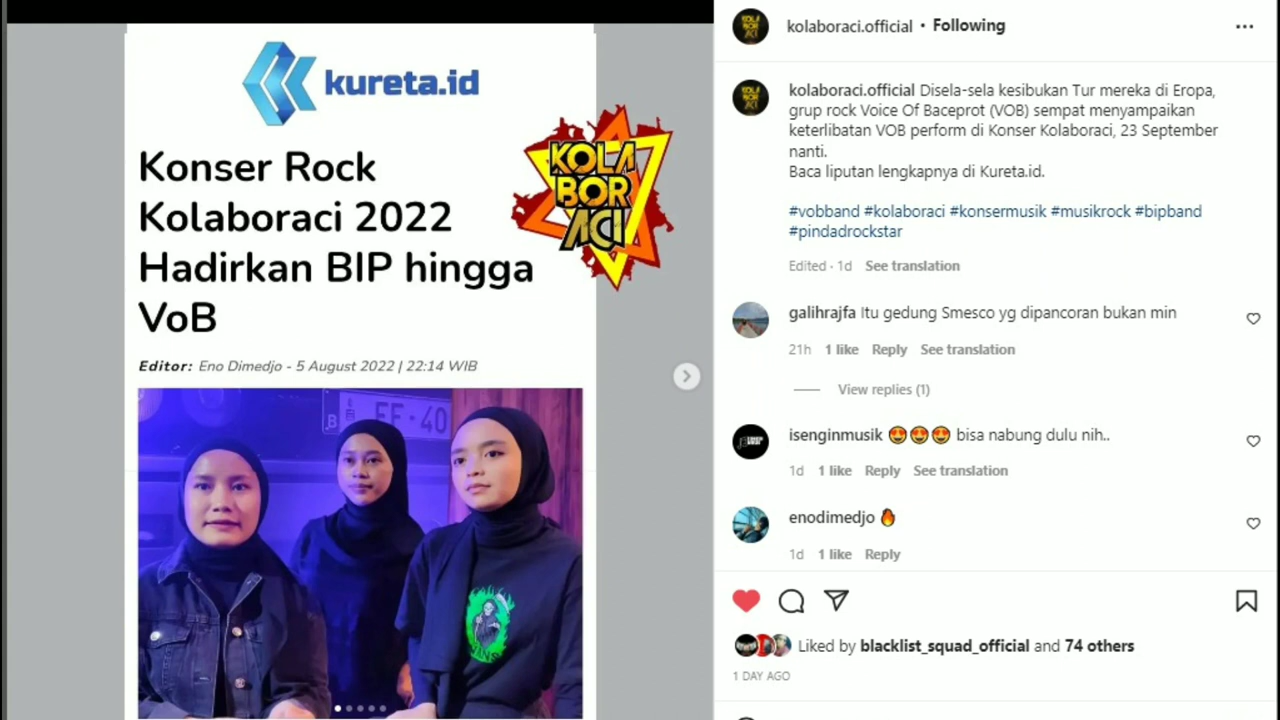 kureta.id
Konser Rock
Kolaboraci 2022
Hadirkan BIP hingga
VoB
KOLA
BOR
ACI
Editor: Eno Dimedjo - 5 August 2022 | 22:14 WIB
B EE·40
kolaboraci.official • Following
kolaboraci.official Disela-sela kesibukan Tur mereka di Eropa,
grup rock Voice Of Baceprot (VOB) sempat menyampaikan
keterlibatan VOB perform di Konser Kolaboraci, 23 September
nanti.
Baca liputan lengkapnya di Kureta.id.
#vobband #kolaboraci #konsermusik #musikrock #bipband
#pindadrockstar
Edited · 1d See translation
galihrajfa Itu gedung Smesco yg dipancoran bukan min
21h 1 like Reply See translation
View replies (1)
isenginmusik 😍😍😍 bisa nabung dulu nih..
1d 1 like Reply See translation
enodimedjo 🔥
1d 1 like Reply
Liked by blacklist_squad_official and 74 others
1 DAY AGO